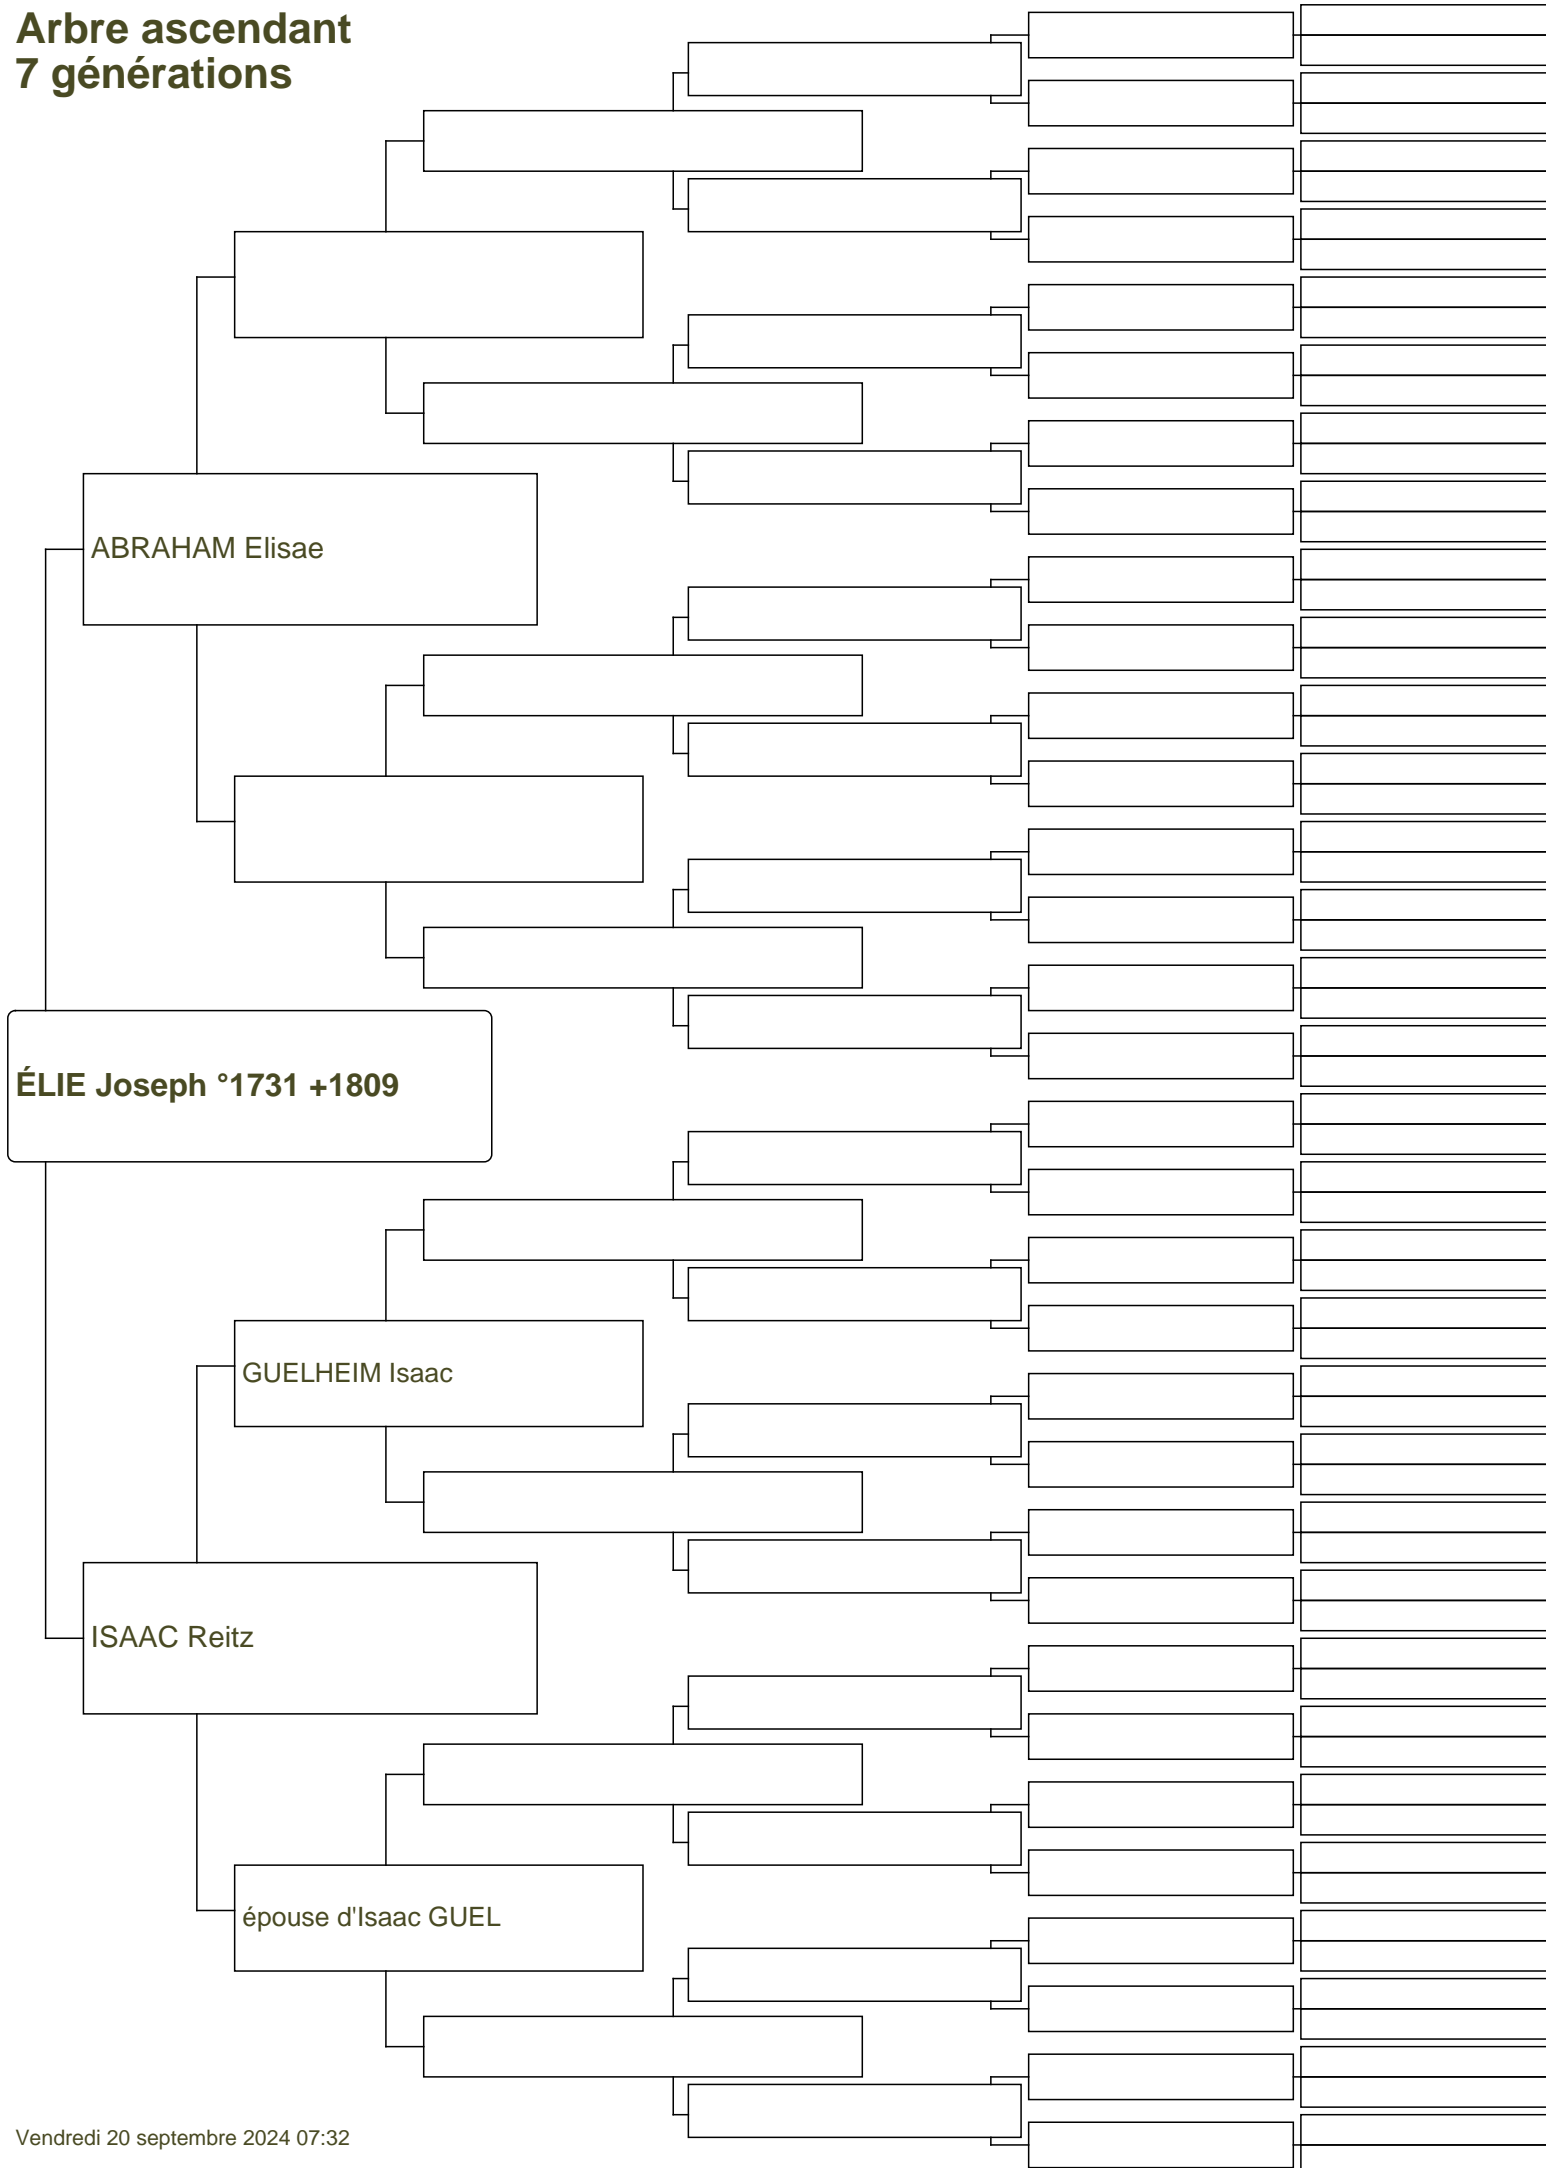 Arbre ascendant
7 générations
ABRAHAM Elisae
ÉLIE Joseph °1731 +1809
GUELHEIM Isaac
ISAAC Reitz
épouse d'Isaac GUEL
Vendredi 20 septembre 2024 07:32